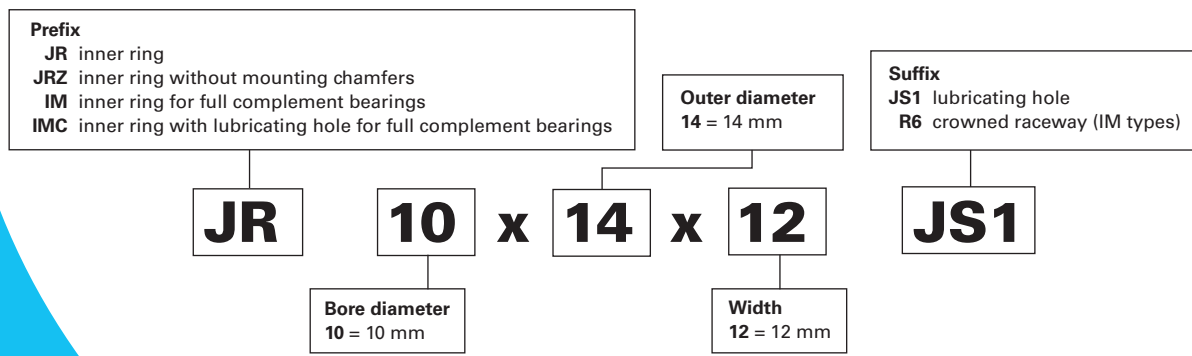 Prefix
JR inner ring
JRZ inner ring without mounting chamfers
IM inner ring for full complement bearings
IMC inner ring with lubricating hole for full complement bearings
Outer diameter
14 = 14 mm
Suffix
JS1 lubricating hole
R6 crowned raceway (IM types)
JR 10 x 14 x 12 JS1
Bore diameter
10 = 10 mm
Width
12 = 12 mm